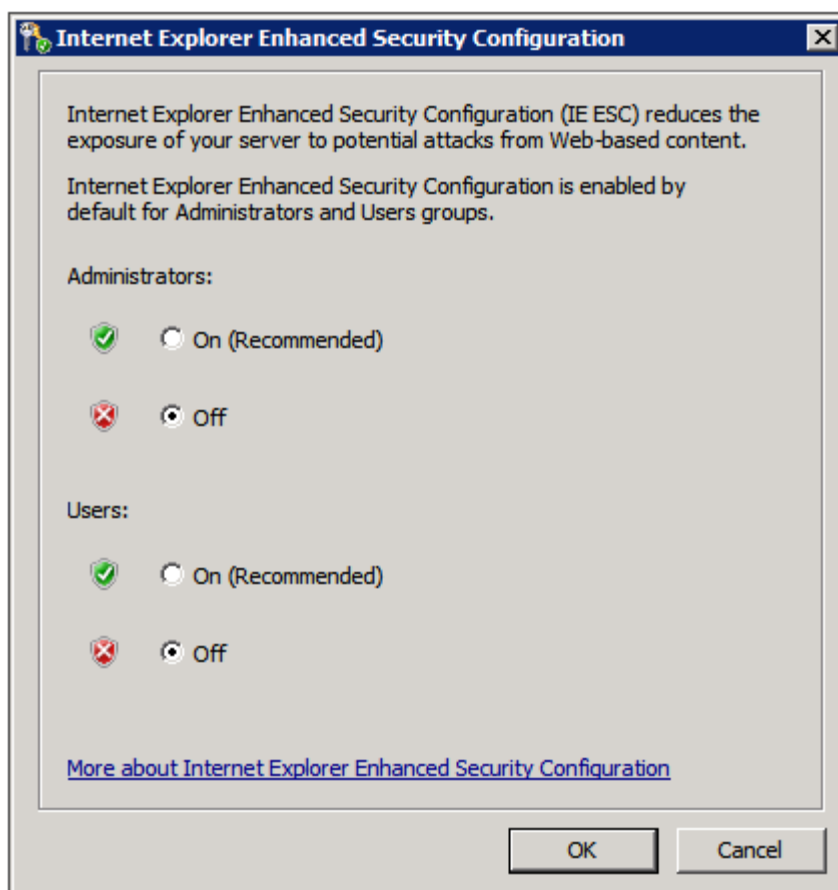 Internet Explorer Enhanced Security Configuration
Internet Explorer Enhanced Security Configuration (IE ESC) reduces the
exposure of your server to potential attacks from Web-based content.
Internet Explorer Enhanced Security Configuration is enabled by
default for Administrators and Users groups.
Administrators:
On (Recommended)
Off
Users:
On (Recommended)
Off
More about Internet Explorer Enhanced Security Configuration
OK Cancel